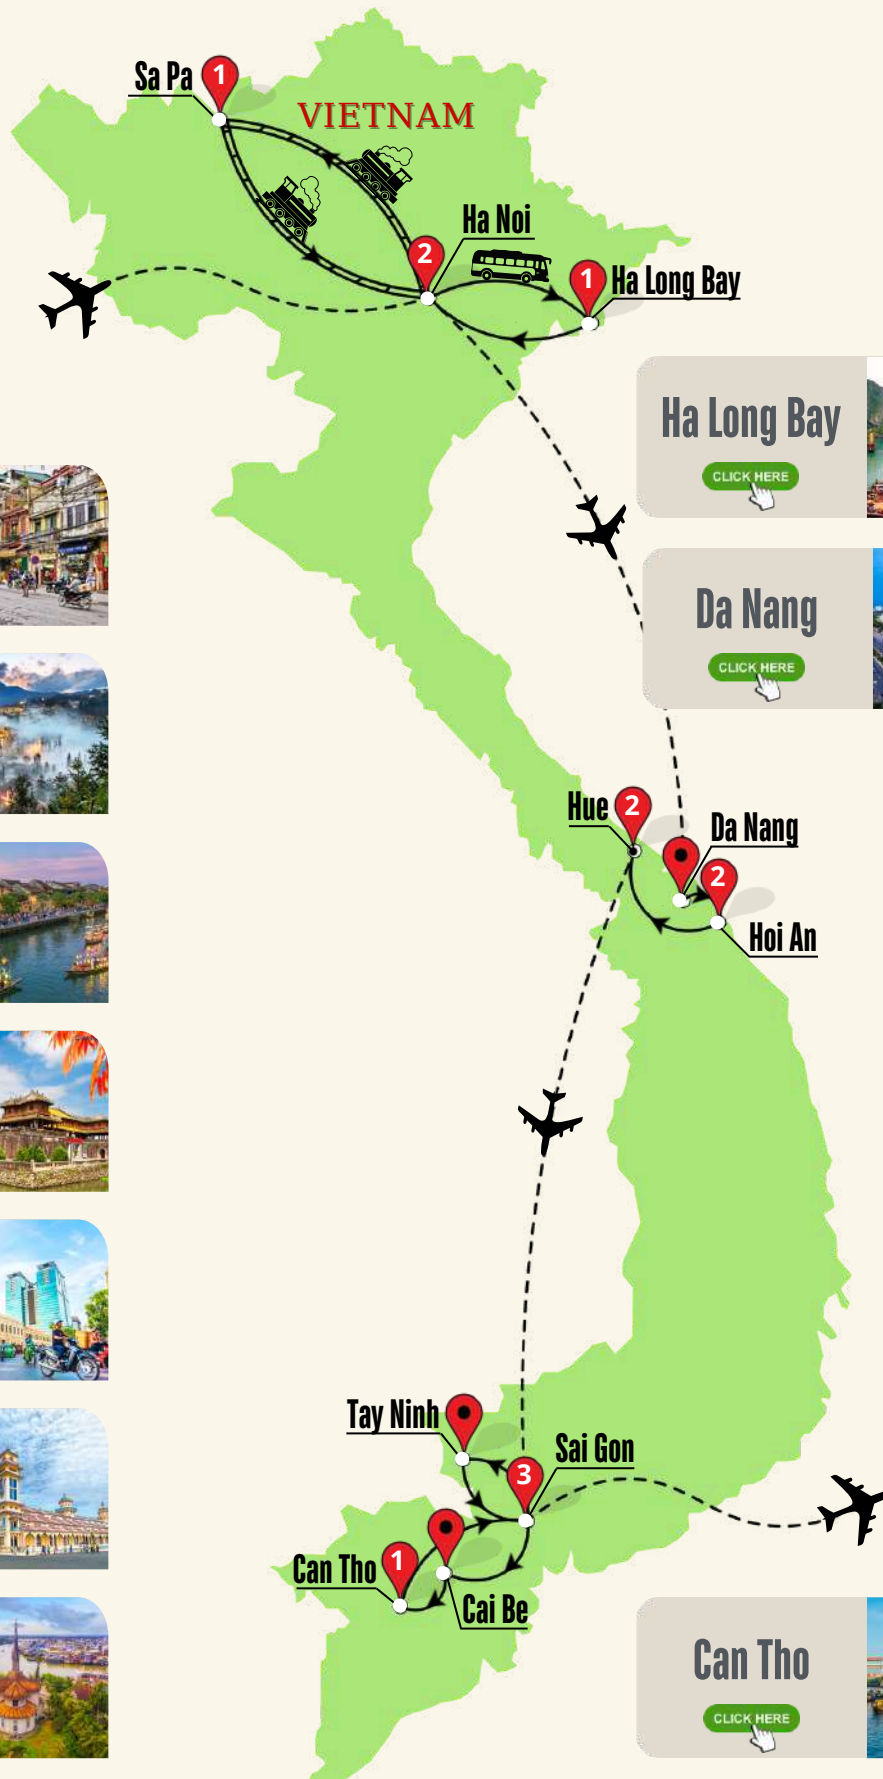 Sa Pa
1
VIETNAM
Ha Noi
2
1
Ha Long Bay
Ha Long Bay
CLICK HERE
Da Nang
CLICK HERE
Hue
2
Da Nang
2
Hoi An
Tay Ninh
Sai Gon
3
Can Tho
1
Cai Be
Can Tho
CLICK HERE